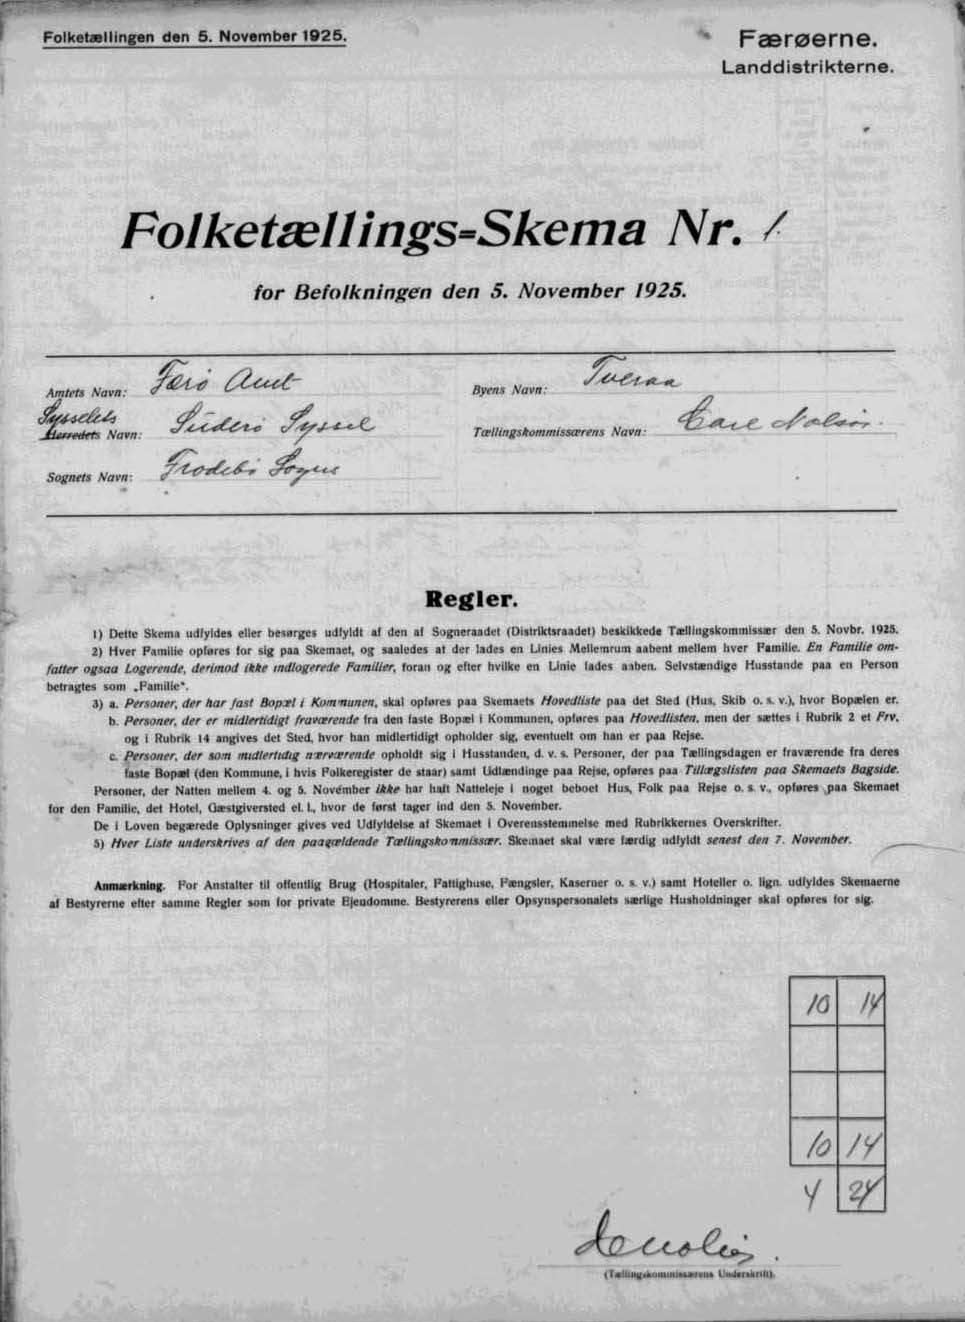 Folketællingen den 5. November 1925.
Færøerne.
Landdistrikterne.
Folketællings=Skema Nr. 1.
for Befolkningen den 5. November 1925.
Amtets Navn: Færø Amt
Byens Navn: Tveraa
Sysselets
Herredets Navn: Süderø Syssel
Tællingskommissærens Navn: Carl Nolsøe.
Sognets Navn: Frodebø Sogn
Regler.
1) Dette Skema udfyldes eller besørges udfyldt af den af Sogneraadet (Distriktsraadet) beskikkede Tællingskommissær den 5. Novbr. 1925.
2) Hver Familie opføres for sig paa Skemaet, og saaledes at der lades en Linies Mellemrum aabent mellem hver Familie. En Familie om-
fatter ogsaa Logerende, derimod ikke indlogerede Familier, foran og efter hvilke en Linie lades aaben. Selvstændige Husstande paa en Person
betragtes som „Familie“.
3) a. Personer, der har fast Bopæl i Kommunen, skal opføres paa Skemaets Hovedliste paa det Sted (Hus, Skib o. s. v.), hvor Bopælen er.
b. Personer, der er midlertidigt fraværende fra den faste Bopæl i Kommunen, opføres paa Hovedlisten, men der sættes i Rubrik 2 et Frv.
og i Rubrik 14 angives det Sted, hvor han midlertidigt opholder sig, eventuelt om han er paa Rejse.
c. Personer, der som midlertidig nærværende opholdt sig i Husstanden, d. v. s. Personer, der paa Tællingsdagen er fraværende fra deres
faste Bopæl (den Kommune, i hvis Folkeregister de staar) samt Udlændinge paa Rejse, opføres paa Tillægslisten paa Skemaets Bagside.
Personer, der Natten mellem 4. og 5. November ikke har haft Natteleje i noget beboet Hus, Folk paa Rejse o. s. v., opføres paa Skemaet
for den Familie, det Hotel, Gæstgiversted el. l., hvor de først tager ind den 5. November.
De i Loven begærede Oplysninger gives ved Udfyldelse af Skemaet i Overensstemmelse med Rubrikkernes Overskrifter.
5) Hver Liste underskrives af den paagældende Tællingskommissær. Skemaet skal være færdig udfyldt senest den 7. November.
Anmærkning. For Anstalter til offentlig Brug (Hospitaler, Fattighuse, Fængsler, Kaserner o. s. v.) samt Hoteller o. lign. udfyldes Skemaerne
af Bestyrerne efter samme Regler som for private Ejendomme. Bestyrerens eller Opsynspersonalets særlige Husholdninger skal opføres for sig.
10 14
10 14
4 24
(Tællingskommissærens Underskrift).